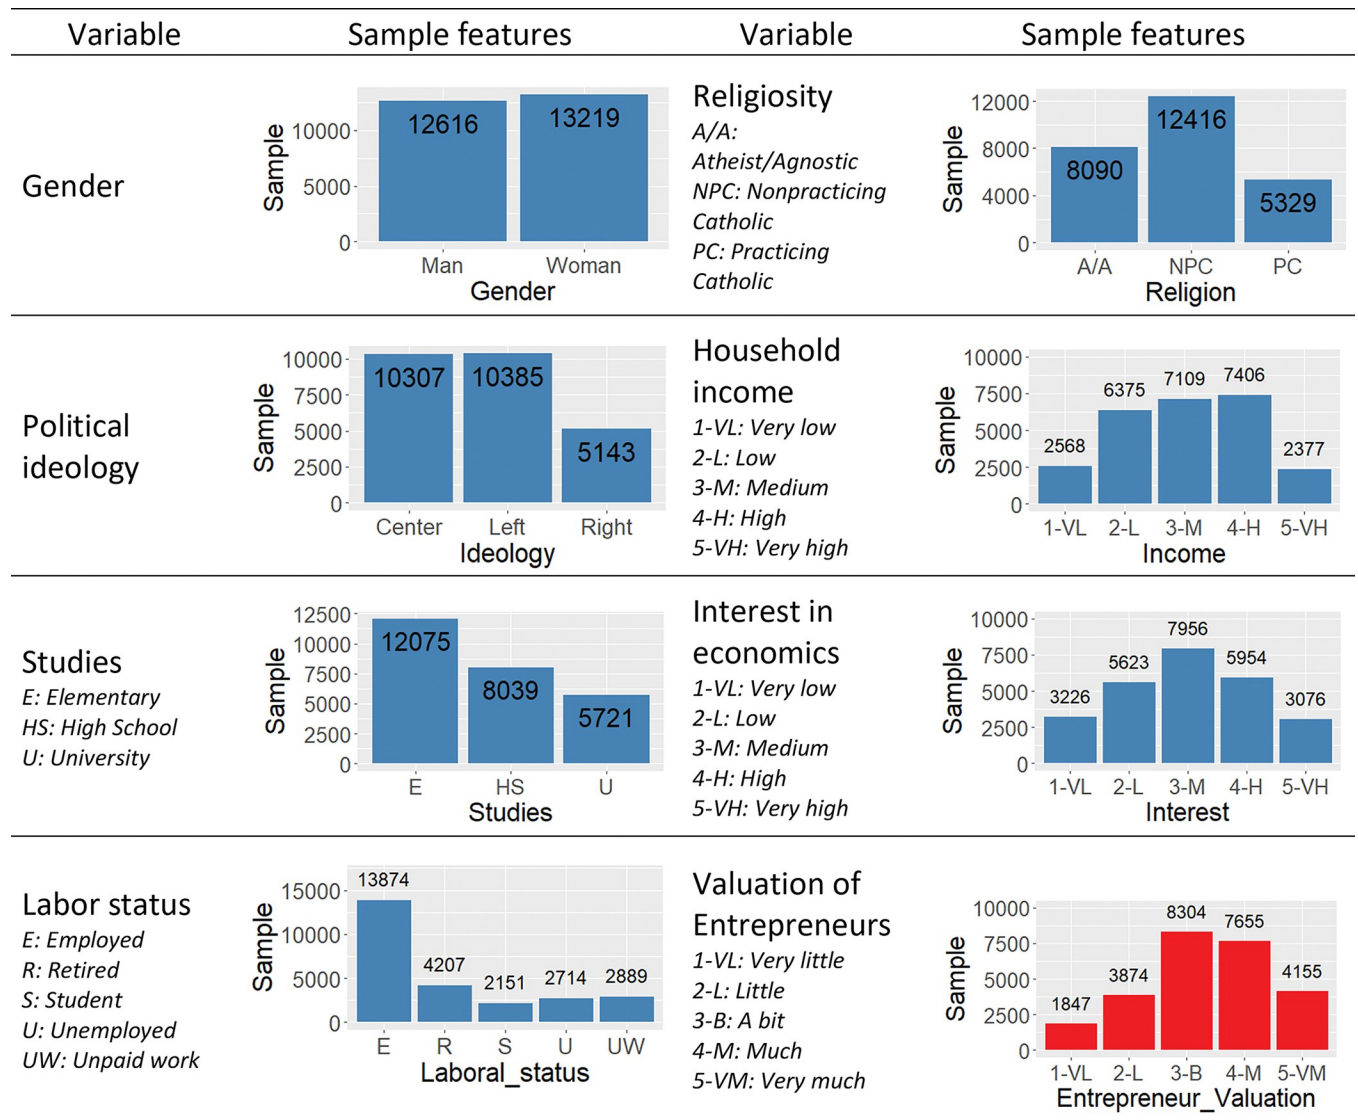 Variable Sample features Variable Sample features
Gender
Sample
10000
5000
0
12616 13219
Man Woman
Gender
Religiosity
A/A:
Atheist/Agnostic
NPC: Nonpracticing
Catholic
PC: Practicing
Catholic
Sample
12000
8000
4000
0
8090 12416 5329
A/A NPC PC
Religion
Political
ideology
Sample
10000
7500
5000
2500
0
10307 10385 5143
Center Left Right
Ideology
Household
income
1-VL: Very low
2-L: Low
3-M: Medium
4-H: High
5-VH: Very high
Sample
10000
7500
5000
2500
0
2568 6375 7109 7406 2377
1-VL 2-L 3-M 4-H 5-VH
Income
Studies
E: Elementary
HS: High School
U: University
Sample
12500
10000
7500
5000
2500
0
12075 8039 5721
E HS U
Studies
Interest in
economics
1-VL: Very low
2-L: Low
3-M: Medium
4-H: High
5-VH: Very high
Sample
10000
7500
5000
2500
0
3226 5623 7956 5954 3076
1-VL 2-L 3-M 4-H 5-VH
Interest
Labor status
E: Employed
R: Retired
S: Student
U: Unemployed
UW: Unpaid work
Sample
15000
10000
5000
0
13874 4207 2151 2714 2889
E R S U UW
Laboral_status
Valuation of
Entrepreneurs
1-VL: Very little
2-L: Little
3-B: A bit
4-M: Much
5-VM: Very much
Sample
10000
7500
5000
2500
0
1847 3874 8304 7655 4155
1-VL 2-L 3-B 4-M 5-VM
Entrepreneur_Valuation